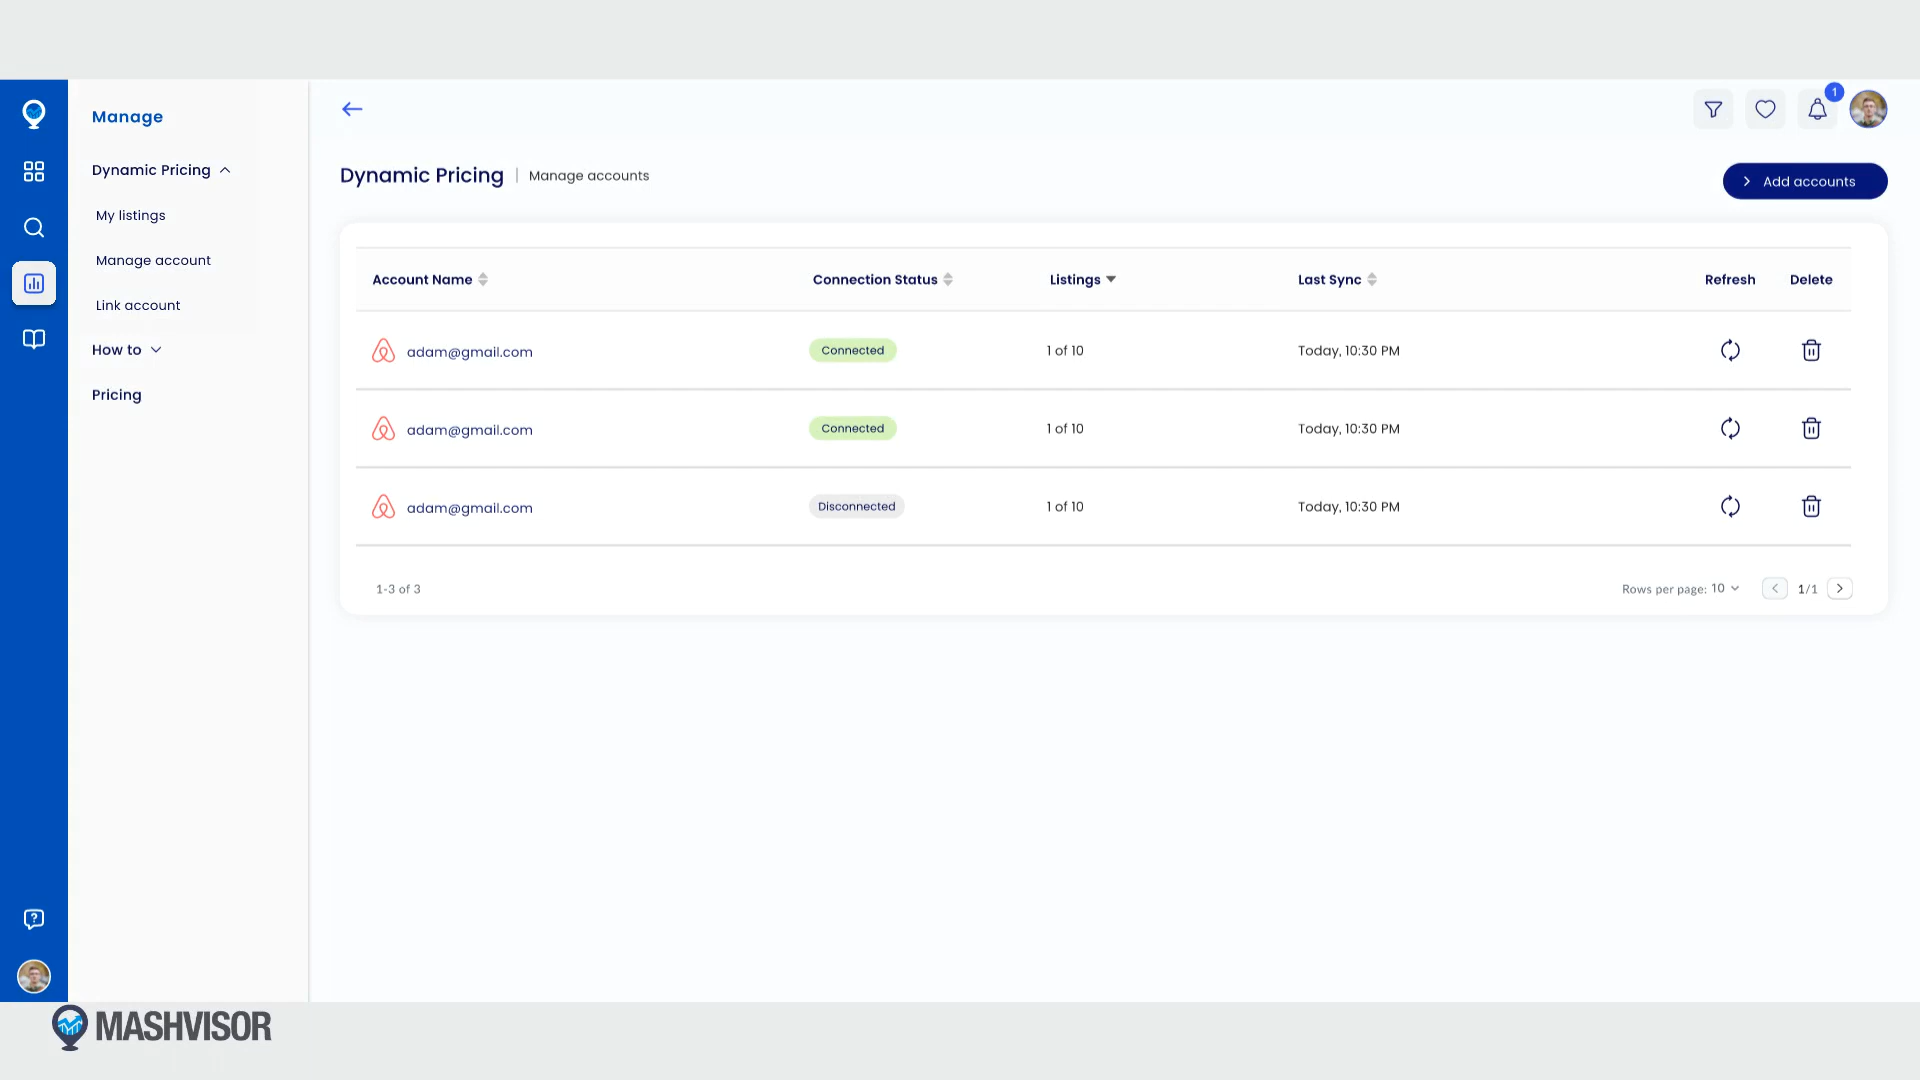 Manage
1
Dynamic Pricing
My listings
Manage account
Link account
How to
Pricing
Dynamic Pricing | Manage accounts
Add accounts
Account Name Connection Status Listings Last Sync Refresh Delete
adam@gmail.com Connected 1 of 10 Today, 10:30 PM
adam@gmail.com Connected 1 of 10 Today, 10:30 PM
adam@gmail.com Disconnected 1 of 10 Today, 10:30 PM
1-3 of 3 Rows per page: 10 1/1
MASHVISOR